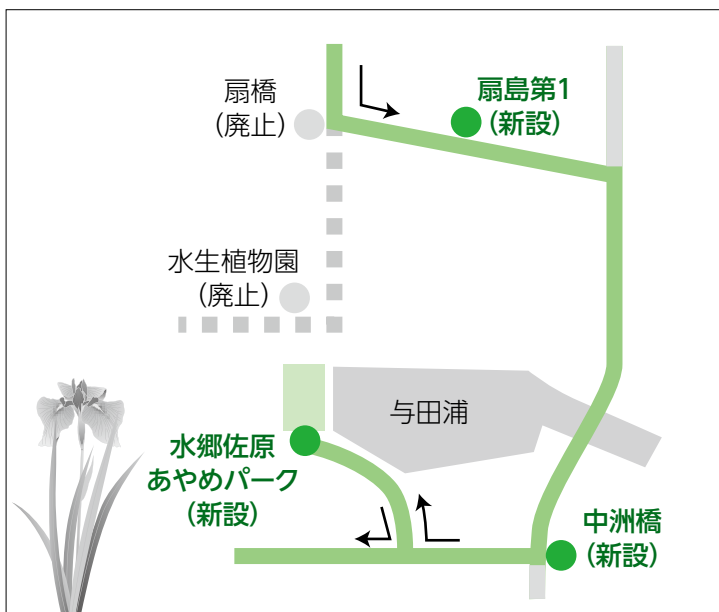 扇橋
(廃止)
扇島第1
(新設)
水生植物園
(廃止)
与田浦
水郷佐原
あやめパーク
(新設)
中洲橋
(新設)